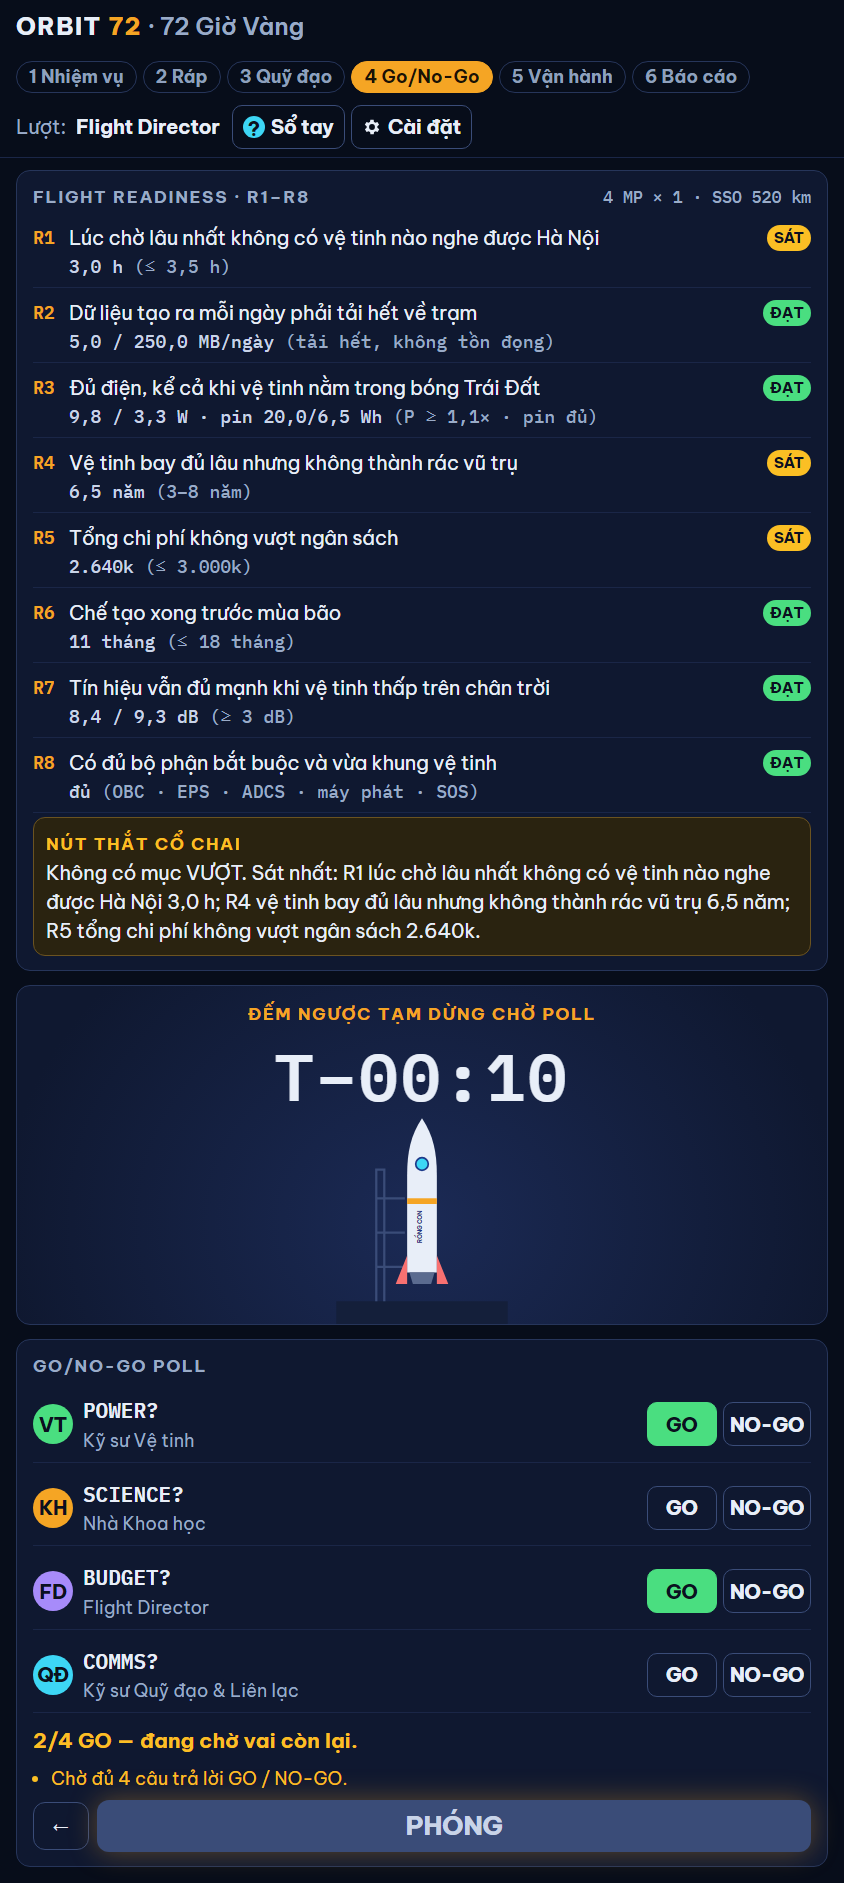 ORBIT 72 · 72 Giờ Vàng
1 Nhiệm vụ 2 Ráp 3 Quỹ đạo 4 Go/No-Go 5 Vận hành 6 Báo cáo
Lượt: Flight Director ? Sổ tay Cài đặt
FLIGHT READINESS · R1–R8 4 MP × 1 · SSO 520 km
R1 Lúc chờ lâu nhất không có vệ tinh nào nghe được Hà Nội SÁT
3,0 h (≤ 3,5 h)
R2 Dữ liệu tạo ra mỗi ngày phải tải hết về trạm ĐẠT
5,0 / 250,0 MB/ngày (tải hết, không tồn đọng)
R3 Đủ điện, kể cả khi vệ tinh nằm trong bóng Trái Đất ĐẠT
9,8 / 3,3 W · pin 20,0/6,5 Wh (P ≥ 1,1× · pin đủ)
R4 Vệ tinh bay đủ lâu nhưng không thành rác vũ trụ SÁT
6,5 năm (3–8 năm)
R5 Tổng chi phí không vượt ngân sách SÁT
2.640k (≤ 3.000k)
R6 Chế tạo xong trước mùa bão ĐẠT
11 tháng (≤ 18 tháng)
R7 Tín hiệu vẫn đủ mạnh khi vệ tinh thấp trên chân trời ĐẠT
8,4 / 9,3 dB (≥ 3 dB)
R8 Có đủ bộ phận bắt buộc và vừa khung vệ tinh ĐẠT
đủ (OBC · EPS · ADCS · máy phát · SOS)
NÚT THẮT CỔ CHAI
Không có mục VƯỢT. Sát nhất: R1 lúc chờ lâu nhất không có vệ tinh nào nghe
được Hà Nội 3,0 h; R4 vệ tinh bay đủ lâu nhưng không thành rác vũ trụ 6,5 năm;
R5 tổng chi phí không vượt ngân sách 2.640k.
ĐẾM NGƯỢC TẠM DỪNG CHỜ POLL
T−00:10
RỒNG CON
GO/NO-GO POLL
VT POWER? GO NO-GO
Kỹ sư Vệ tinh
KH SCIENCE? GO NO-GO
Nhà Khoa học
FD BUDGET? GO NO-GO
Flight Director
QĐ COMMS? GO NO-GO
Kỹ sư Quỹ đạo & Liên lạc
2/4 GO — đang chờ vai còn lại.
• Chờ đủ 4 câu trả lời GO / NO-GO.
← PHÓNG